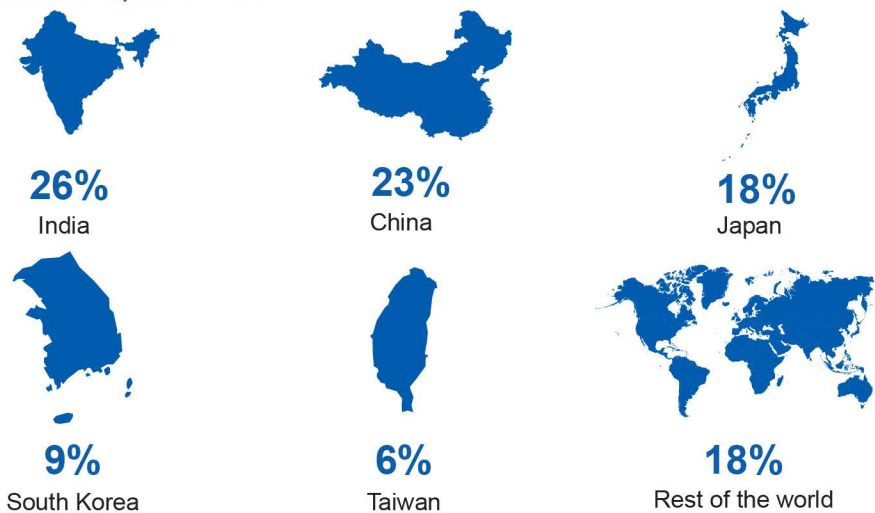 26%
India
23%
China
18%
Japan
9%
South Korea
6%
Taiwan
18%
Rest of the world